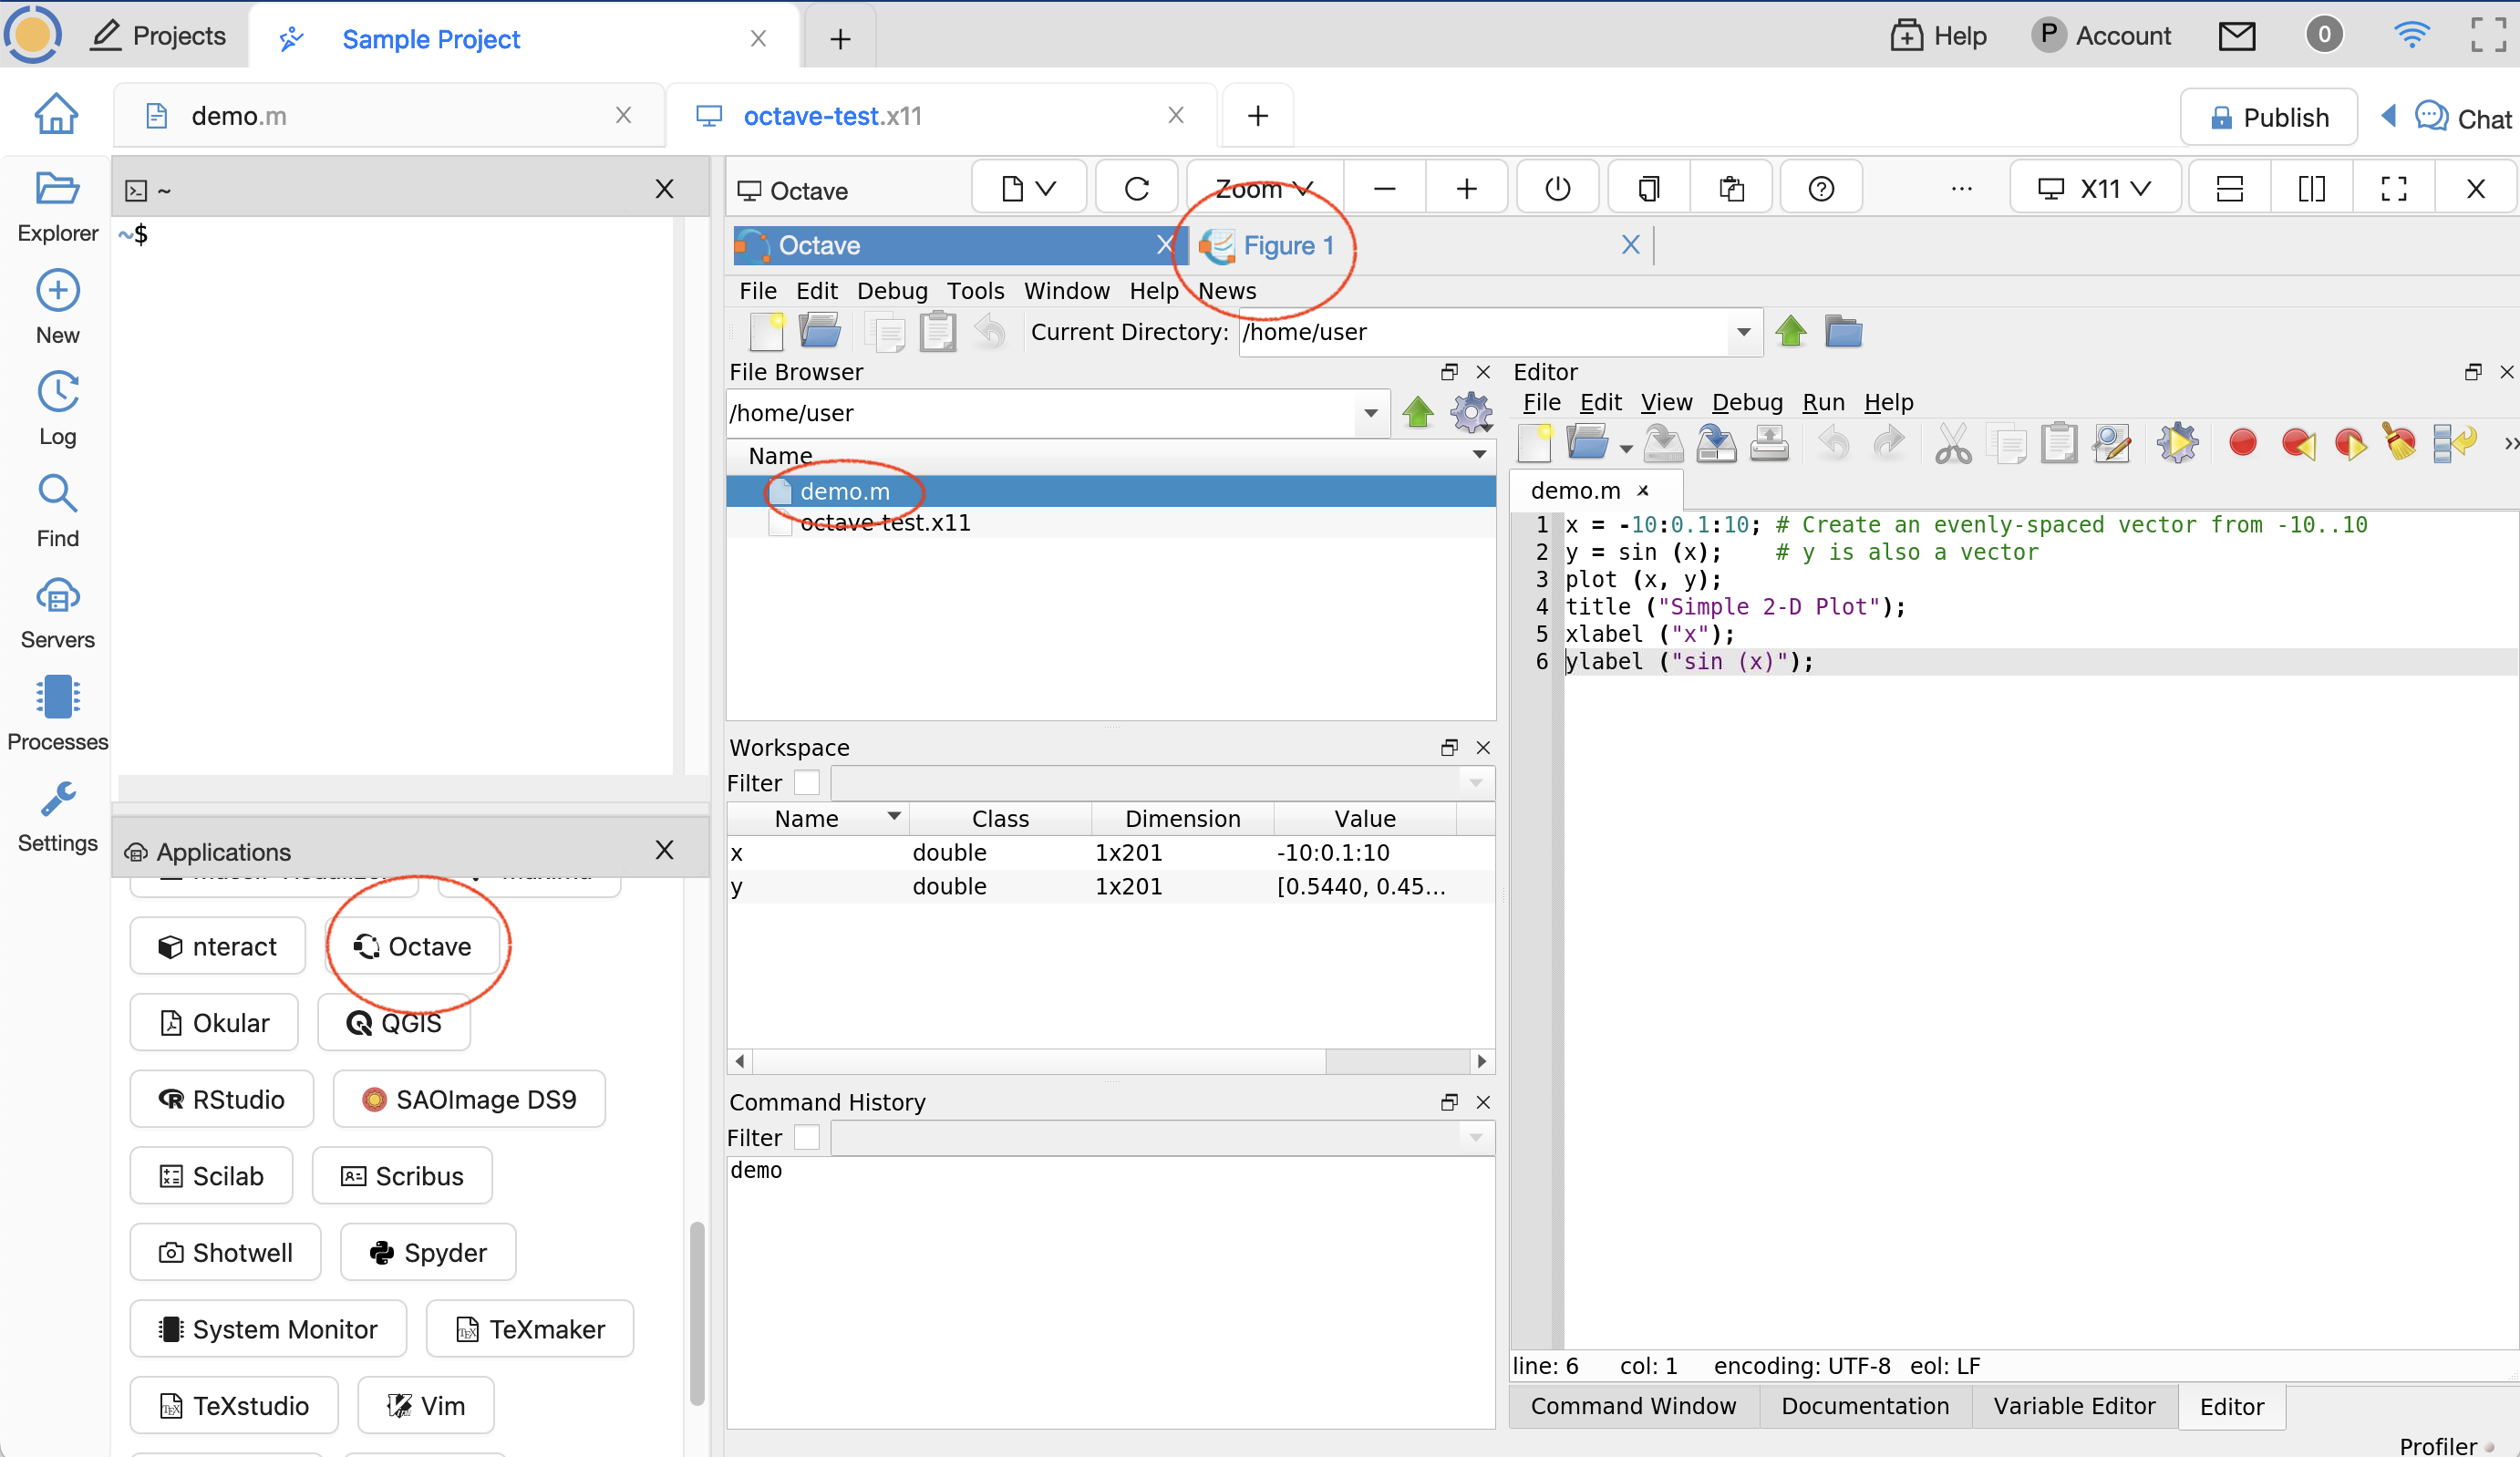 Projects
Sample Project
Help
P Account
0
demo.m
octave-test.x11
Publish
Chat
Explorer
New
Log
Find
Servers
Processes
Settings
~
~$
Applications
nteract
Octave
Okular
QGIS
RStudio
SAOImage DS9
Scilab
Scribus
Shotwell
Spyder
System Monitor
TeXmaker
TeXstudio
Vim
Octave
Zoom
X11
Octave
Figure 1
File Edit Debug Tools Window Help News
Current Directory: /home/user
File Browser
/home/user
Name
demo.m
octave-test.x11
Workspace
Filter
Name Class Dimension Value
x double 1x201 -10:0.1:10
y double 1x201 [0.5440, 0.45...
Command History
Filter
demo
Editor
File Edit View Debug Run Help
demo.m
1 x = -10:0.1:10; # Create an evenly-spaced vector from -10..10
2 y = sin (x);    # y is also a vector
3 plot (x, y);
4 title ("Simple 2-D Plot");
5 xlabel ("x");
6 ylabel ("sin (x)");
line: 6 col: 1 encoding: UTF-8 eol: LF
Command Window Documentation Variable Editor Editor
Profiler